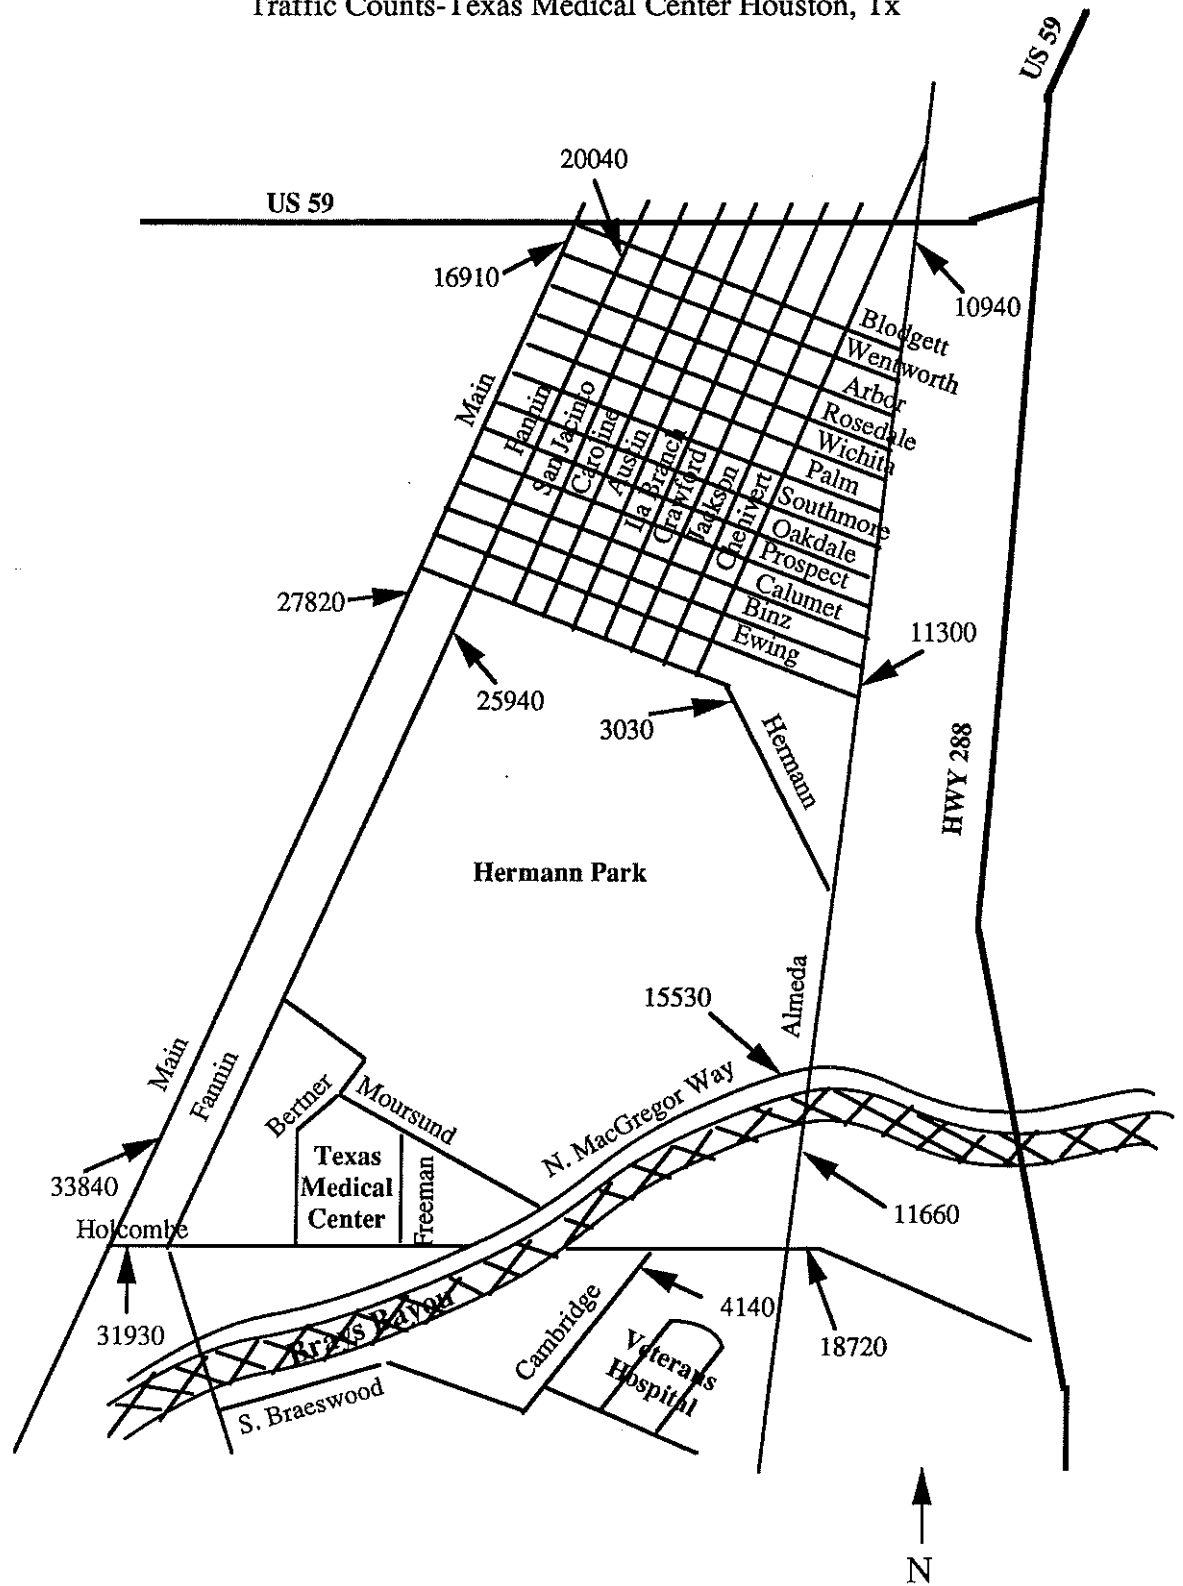 Traffic Counts-Texas Medical Center Houston, Tx
US 59
20040
US 59
16910
10940
Blodgett
Wentworth
Arbor
Rosedale
Wichita
Palm
Southmore
Oakdale
Prospect
Calumet
Binz
Ewing
Main
Fannin
San Jacinto
Caroline
Austin
La Branch
Crawford
Jackson
Chenivert
27820
11300
25940
3030
Hermann
HWY 288
Hermann Park
Almeda
15530
Main
Fannin
Bertner
Moursund
N. MacGregor Way
Texas
Medical
Center
Freeman
33840
Holcombe
11660
31930
Brays Bayou
Cambridge
4140
18720
Veterans
Hospital
S. Braeswood
N